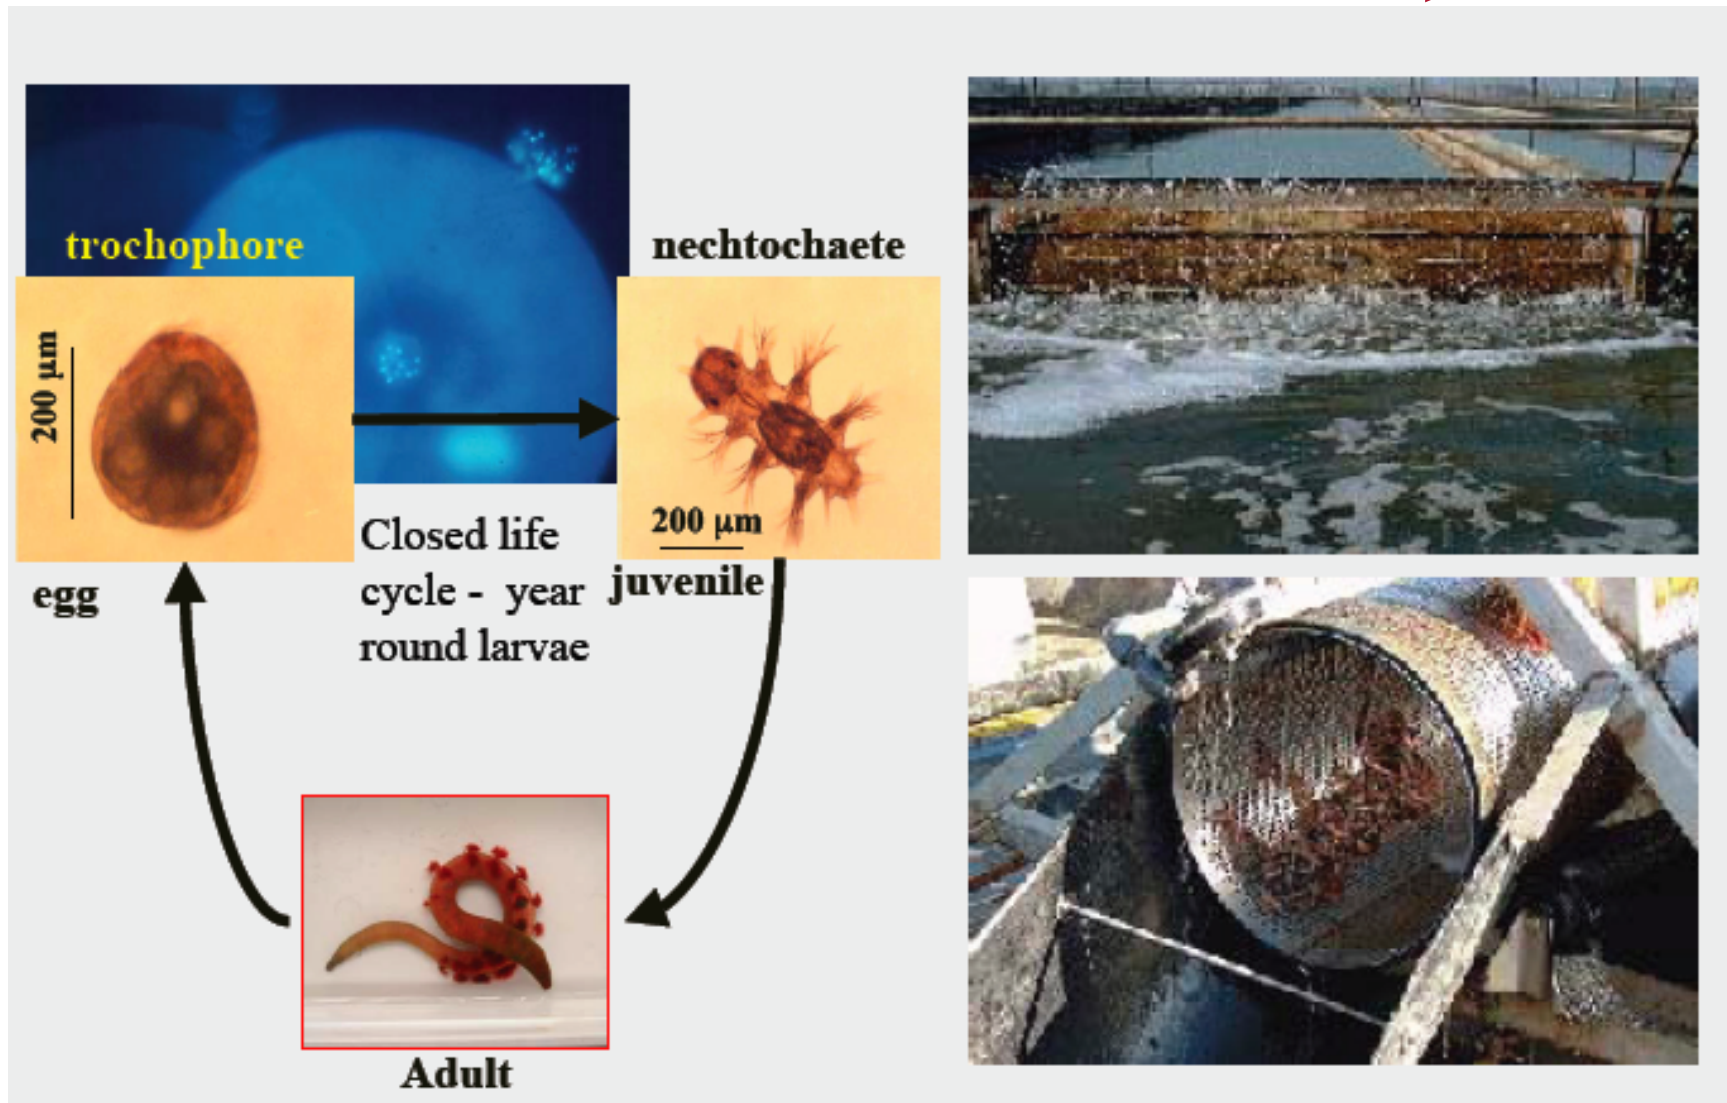 trochophore
nechtochaete
200 µm
200 µm
egg
Closed life
cycle - year
round larvae
juvenile
Adult